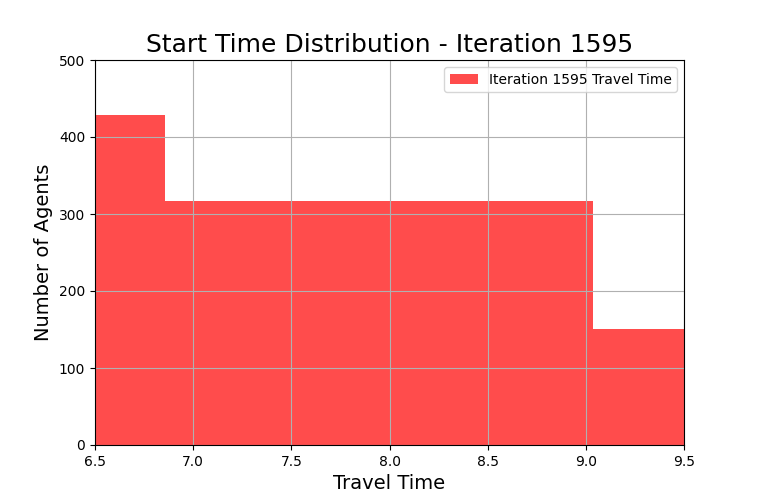 Start Time Distribution - Iteration 1595
Iteration 1595 Travel Time
Number of Agents
500
400
300
200
100
0
6.5 7.0 7.5 8.0 8.5 9.0 9.5
Travel Time